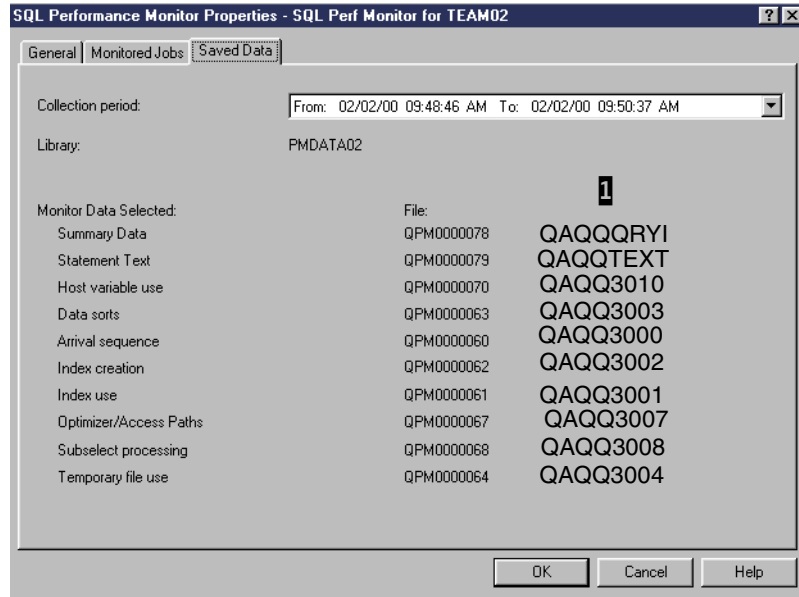 SQL Performance Monitor Properties - SQL Perf Monitor for TEAM02 ? ×
General Monitored Jobs Saved Data
Collection period: From: 02/02/00 09:48:46 AM To: 02/02/00 09:50:37 AM
Library: PMDATA02
1
Monitor Data Selected: File:
Summary Data QPM0000078 QAQQQRYI
Statement Text QPM0000079 QAQQTEXT
Host variable use QPM0000070 QAQQ3010
Data sorts QPM0000063 QAQQ3003
Arrival sequence QPM0000060 QAQQ3000
Index creation QPM0000062 QAQQ3002
Index use QPM0000061 QAQQ3001
Optimizer/Access Paths QPM0000067 QAQQ3007
Subselect processing QPM0000068 QAQQ3008
Temporary file use QPM0000064 QAQQ3004
OK Cancel Help